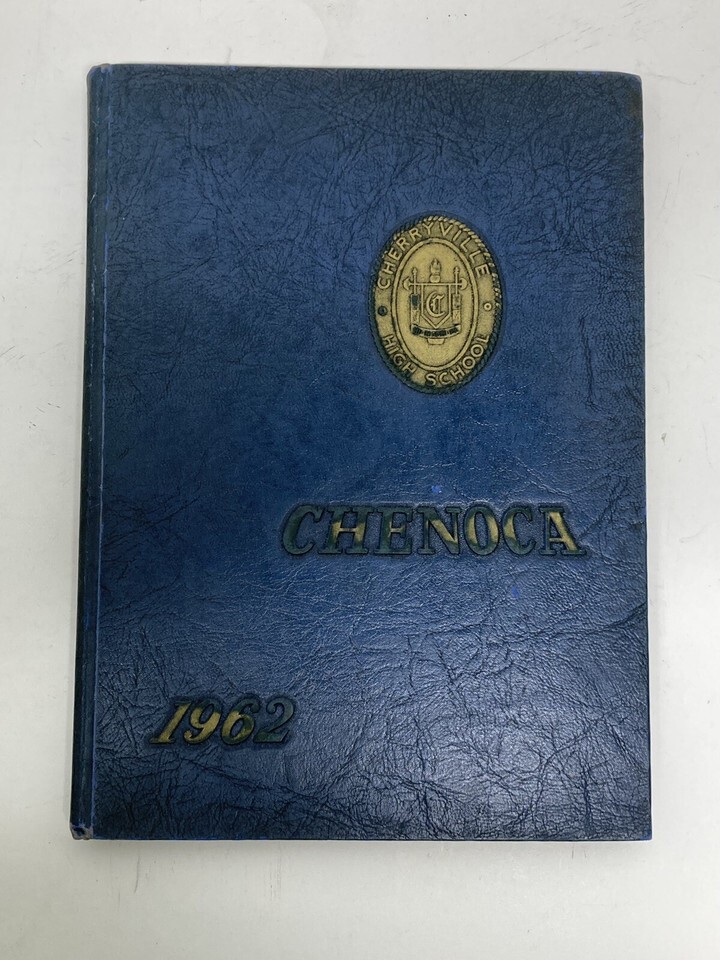 CHERRYVILLE
HIGH SCHOOL
C
CHENOCA
1962